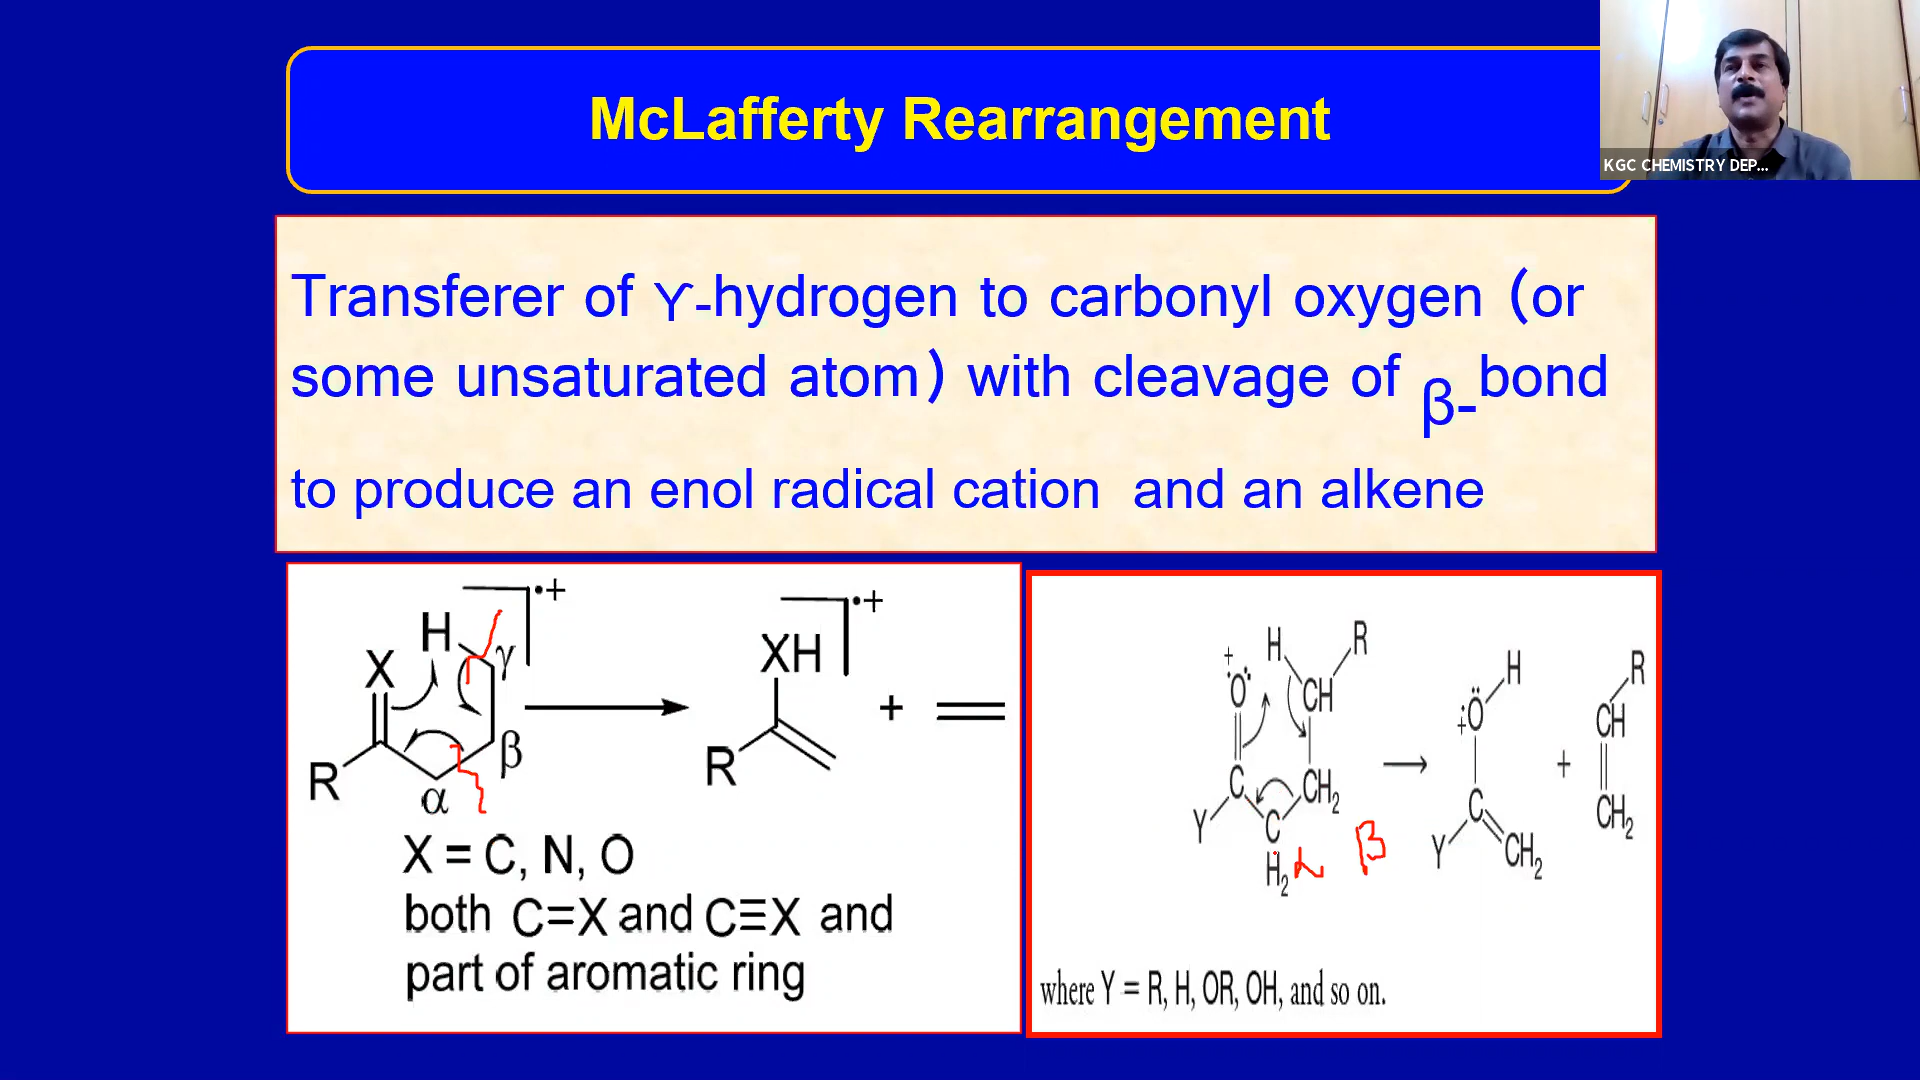 McLafferty Rearrangement
KGC CHEMISTRY DEP...
Transferer of ϒ-hydrogen to carbonyl oxygen (or
some unsaturated atom) with cleavage of β-bond
to produce an enol radical cation and an alkene
•+
H
X
γ
β
R
α
•+
XH
+
R
X = C, N, O
both C=X and C≡X and
part of aromatic ring
H
R
+
•O:
CH
C
CH2
Y
C
H2
α
β
H
R
•Ö
+
CH
+
C
CH2
Y
CH2
where Y = R, H, OR, OH, and so on.